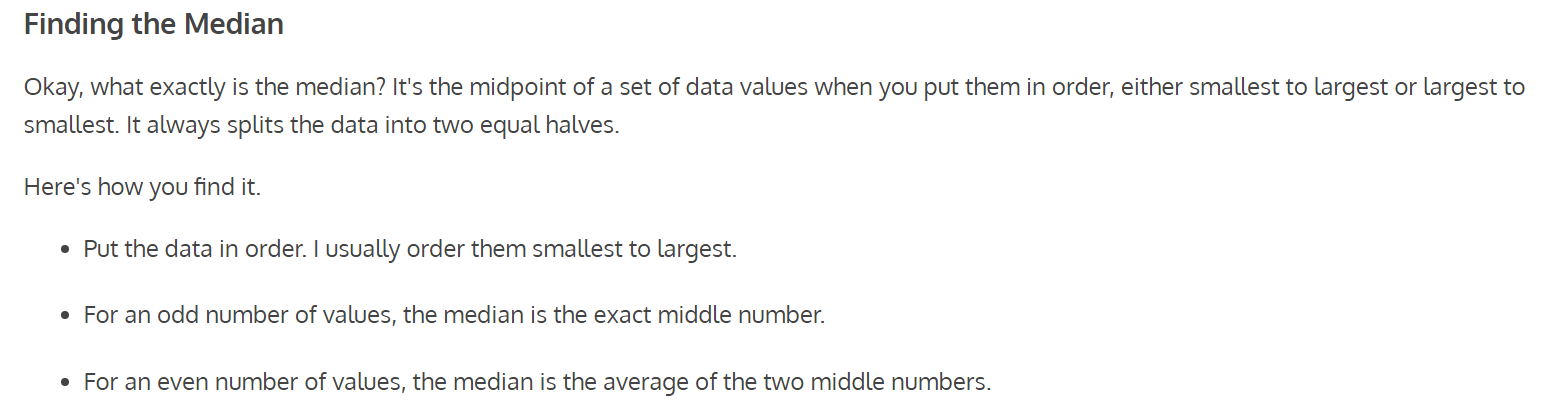 Finding the Median
Okay, what exactly is the median? It's the midpoint of a set of data values when you put them in order, either smallest to largest or largest to
smallest. It always splits the data into two equal halves.
Here's how you find it.
• Put the data in order. I usually order them smallest to largest.
• For an odd number of values, the median is the exact middle number.
• For an even number of values, the median is the average of the two middle numbers.